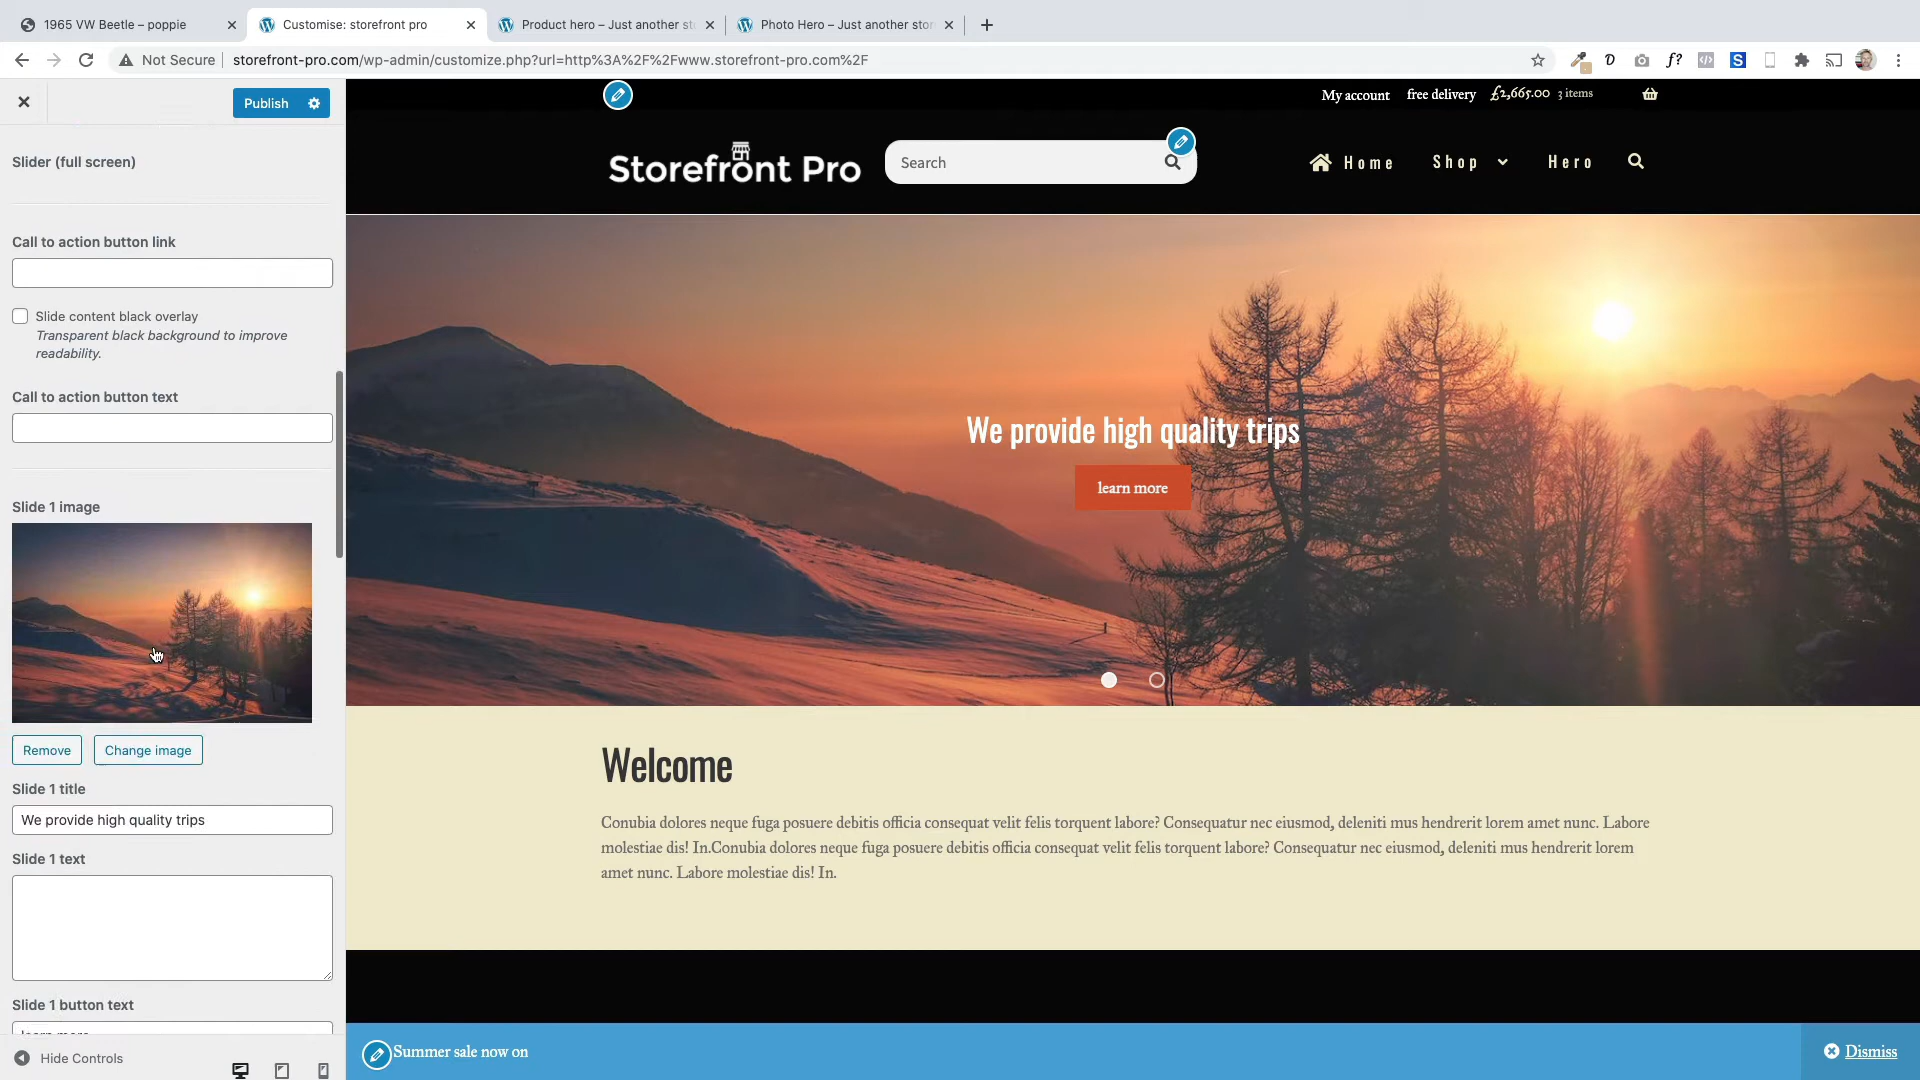 1965 VW Beetle – poppie
Customise: storefront pro
Product hero – Just another st
Photo Hero – Just another stor
Not Secure
storefront-pro.com/wp-admin/customize.php?url=http%3A%2F%2Fwww.storefront-pro.com%2F
Publish
My account
free delivery
£2,665.00
3 items
Slider (full screen)
Storefront Pro
Search
Home
Shop
Hero
Call to action button link
Slide content black overlay
Transparent black background to improve
readability.
Call to action button text
We provide high quality trips
learn more
Slide 1 image
Remove
Change image
Slide 1 title
We provide high quality trips
Slide 1 text
Slide 1 button text
Welcome
Conubia dolores neque fuga posuere debitis officia consequat velit felis torquent labore? Consequatur nec eiusmod, deleniti mus hendrerit lorem amet nunc. Labore
molestiae dis! In.Conubia dolores neque fuga posuere debitis officia consequat velit felis torquent labore? Consequatur nec eiusmod, deleniti mus hendrerit lorem
amet nunc. Labore molestiae dis! In.
Hide Controls
Summer sale now on
Dismiss